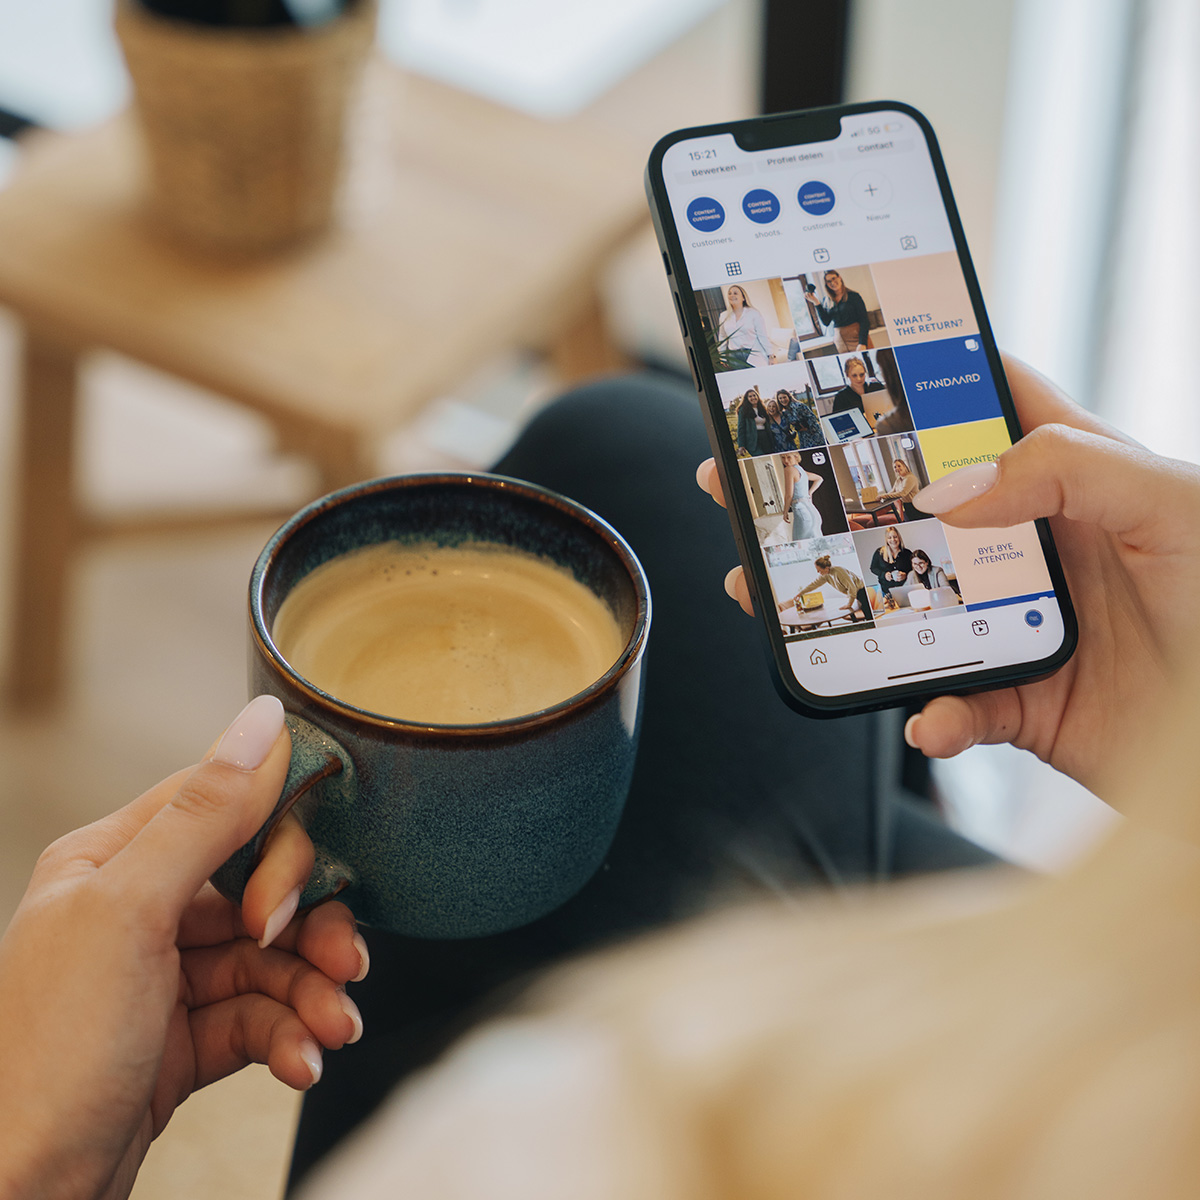 15:21
5G
Bewerken
Profiel delen
Contact
CONTENT
CUSTOMERS
CONTENT
SHOOTS
CONTENT
CUSTOMERS
customers
shoots
customers
Nieuw
WHAT'S
THE RETURN?
STANDAARD
FIGURANTEN
BYE BYE
ATTENTION